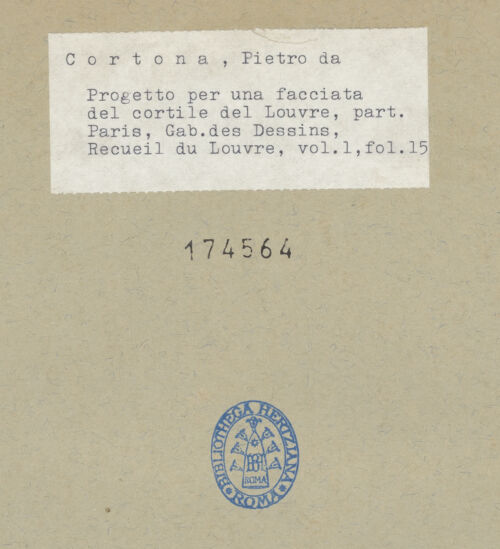 C o r t o n a , Pietro da
Progetto per una facciata
del cortile del Louvre, part.
Paris, Gab.des Dessins,
Recueil du Louvre, vol.1,fol.15
174564
BIBLIOTHECA HERTZIANA
BH
ROMA
ROMA